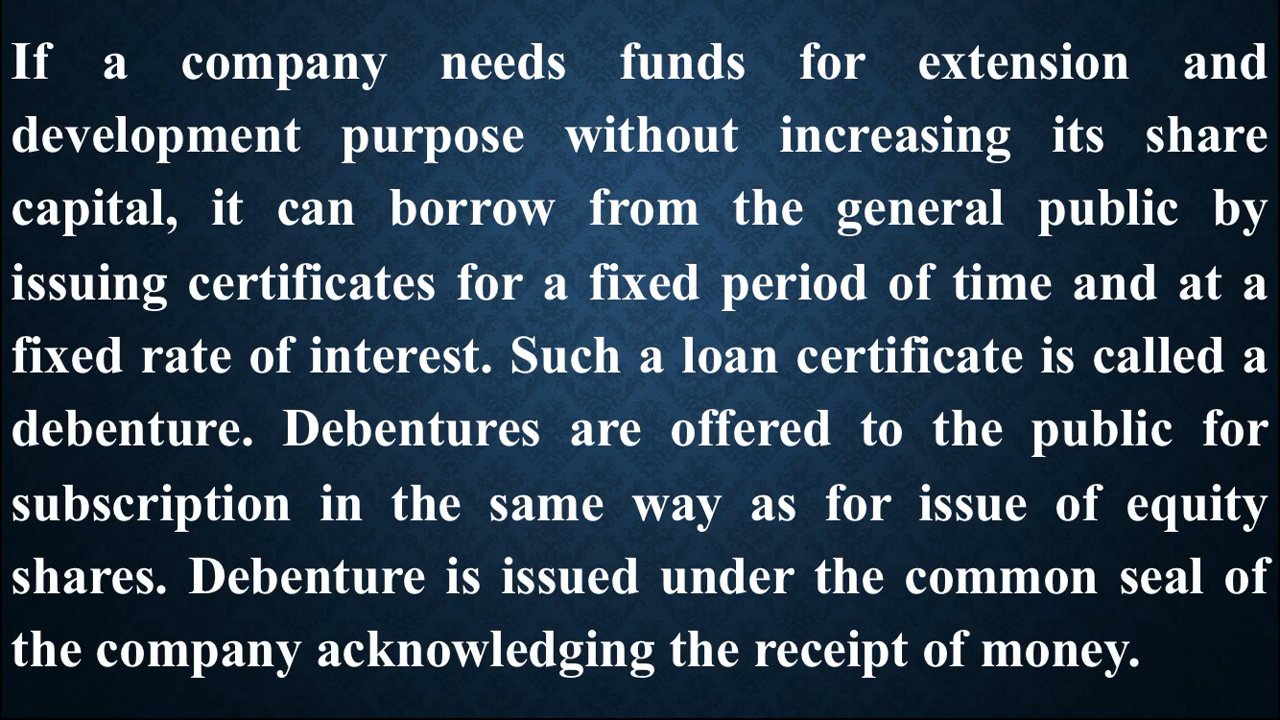 If a company needs funds for extension and
development purpose without increasing its share
capital, it can borrow from the general public by
issuing certificates for a fixed period of time and at a
fixed rate of interest. Such a loan certificate is called a
debenture. Debentures are offered to the public for
subscription in the same way as for issue of equity
shares. Debenture is issued under the common seal of
the company acknowledging the receipt of money.